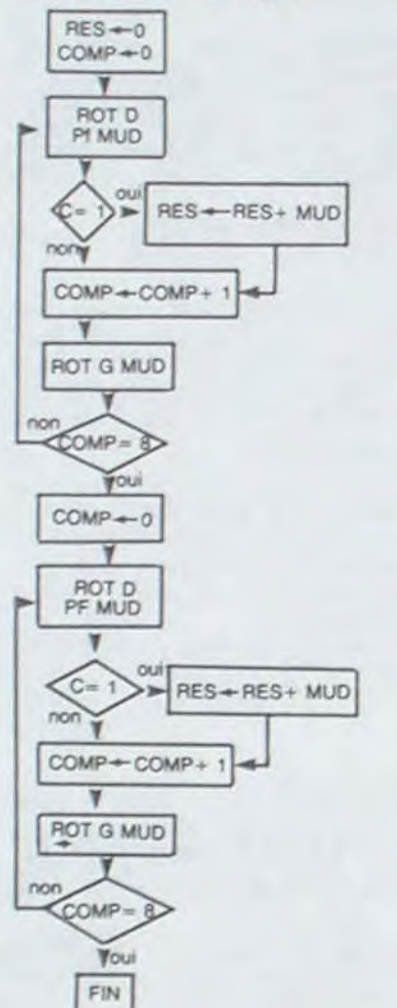 RES←0
COMP←0
ROT D
Pf MUD
C= 1
oui
RES←RES+ MUD
non
COMP←COMP+ 1
ROT G MUD
non
COMP= 8
oui
COMP←0
ROT D
PF MUD
C= 1
oui
RES←RES+ MUD
non
COMP←COMP+ 1
ROT G MUD
non
COMP= 8
oui
FIN